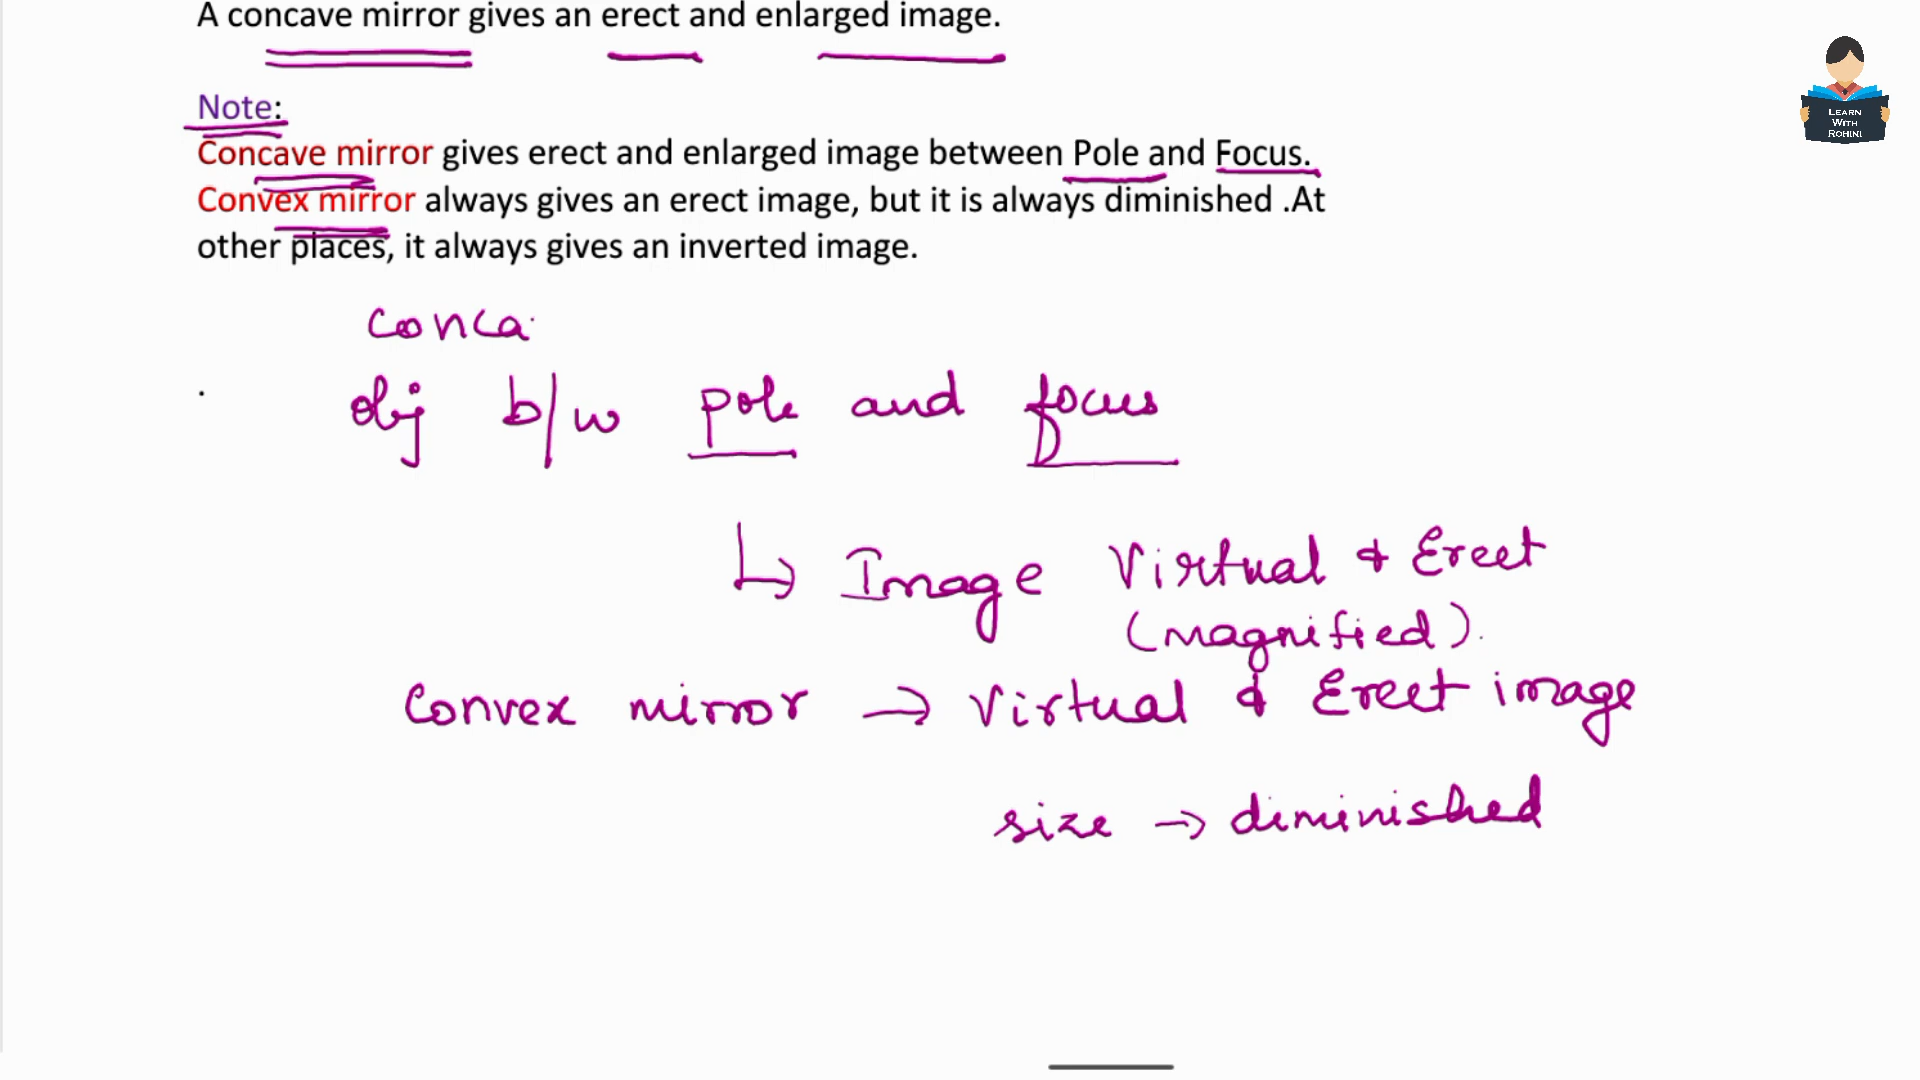 A concave mirror gives an erect and enlarged image.
LEARN
WITH
ROHINI
Note:
Concave mirror gives erect and enlarged image between Pole and Focus.
Convex mirror always gives an erect image, but it is always diminished .At
other places, it always gives an inverted image.
conca
obj b/w pole and focus
↳ Image Virtual & Erect
(magnified).
Convex mirror → Virtual & Erect image
size → diminished